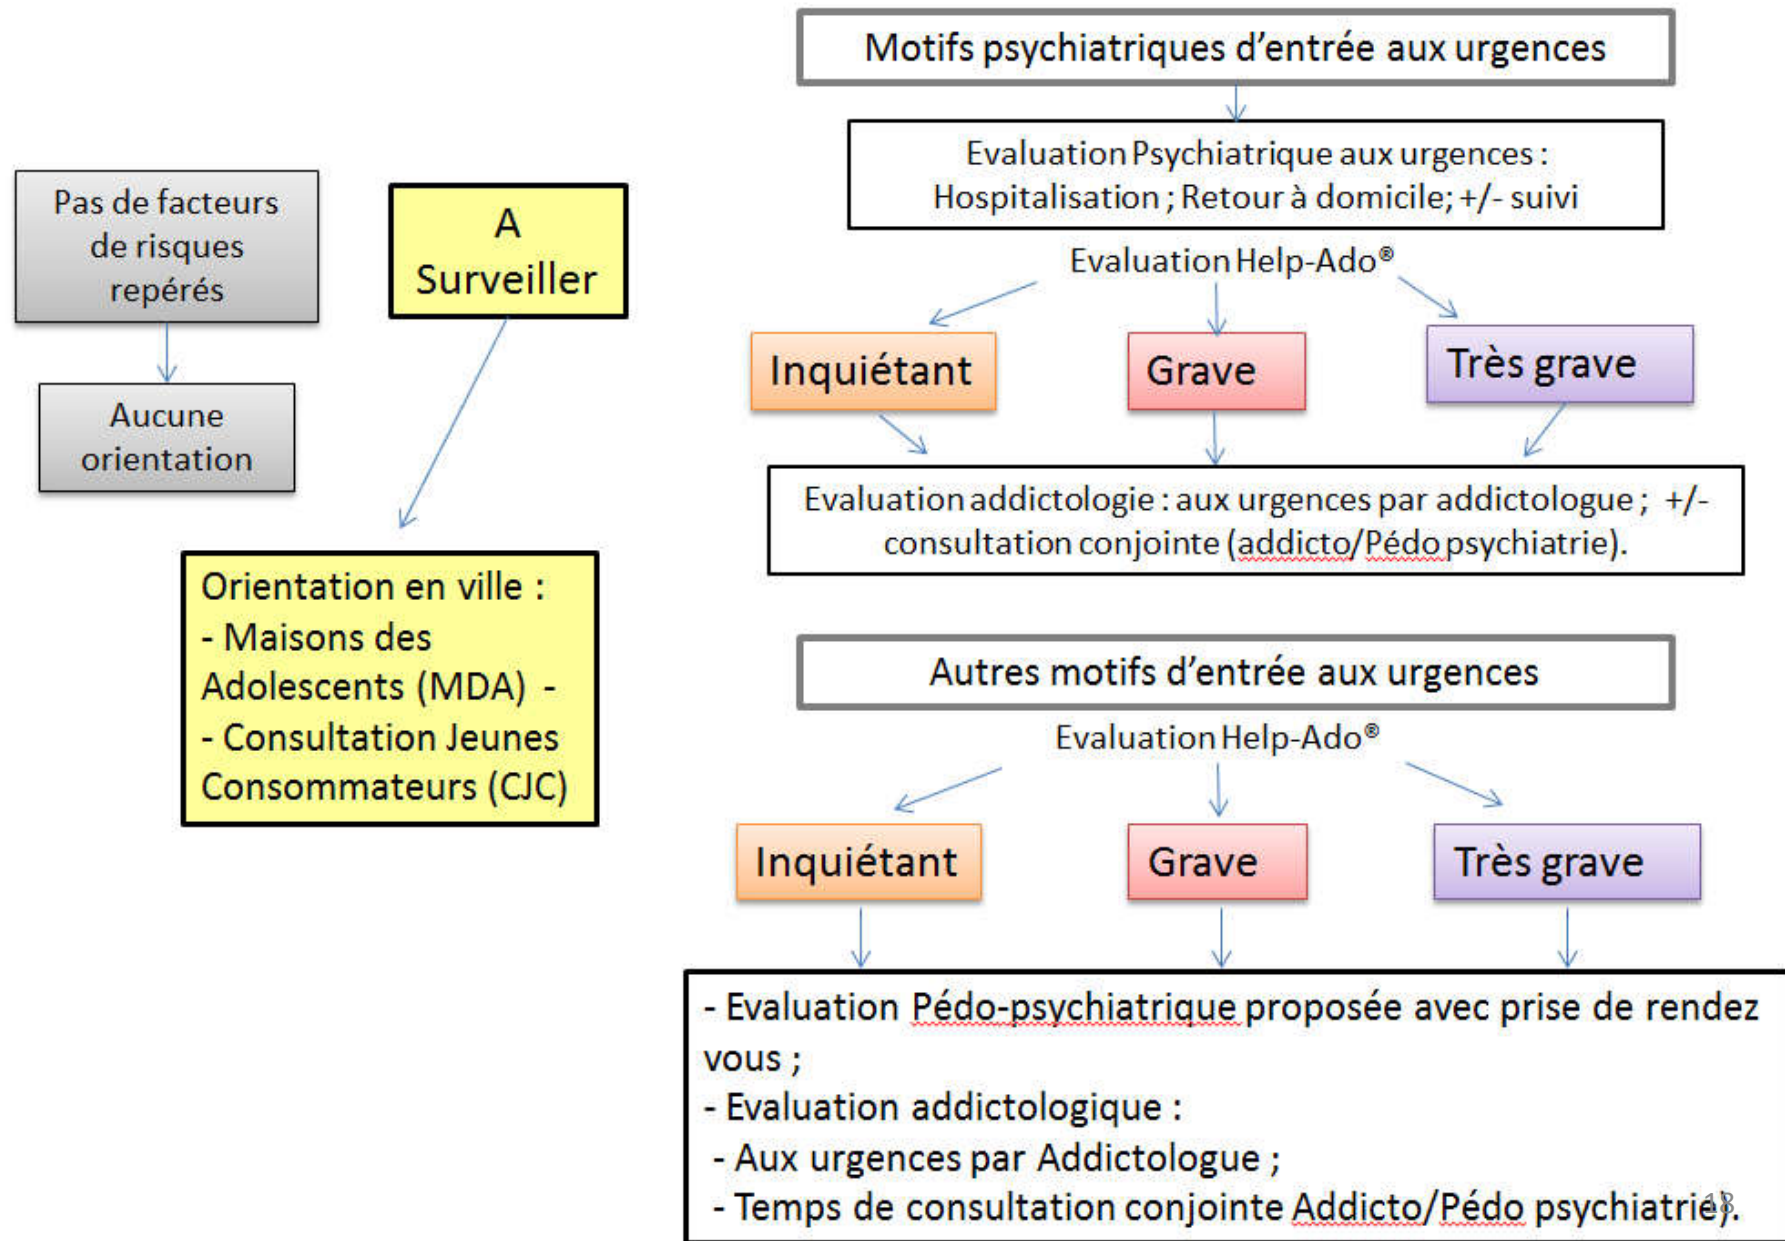 Pas de facteurs
de risques
repérés
Aucune
orientation
A
Surveiller
Orientation en ville :
- Maisons des
Adolescents (MDA) -
- Consultation Jeunes
Consommateurs (CJC)
Motifs psychiatriques d'entrée aux urgences
Evaluation Psychiatrique aux urgences :
Hospitalisation ; Retour à domicile; +/- suivi
Evaluation Help-Ado®
Inquiétant
Grave
Très grave
Evaluation addictologie : aux urgences par addictologue ; +/-
consultation conjointe (addicto/Pédo psychiatrie).
Autres motifs d'entrée aux urgences
Evaluation Help-Ado®
Inquiétant
Grave
Très grave
- Evaluation Pédo-psychiatrique proposée avec prise de rendez
vous ;
- Evaluation addictologique :
- Aux urgences par Addictologue ;
- Temps de consultation conjointe Addicto/Pédo psychiatrie).
18